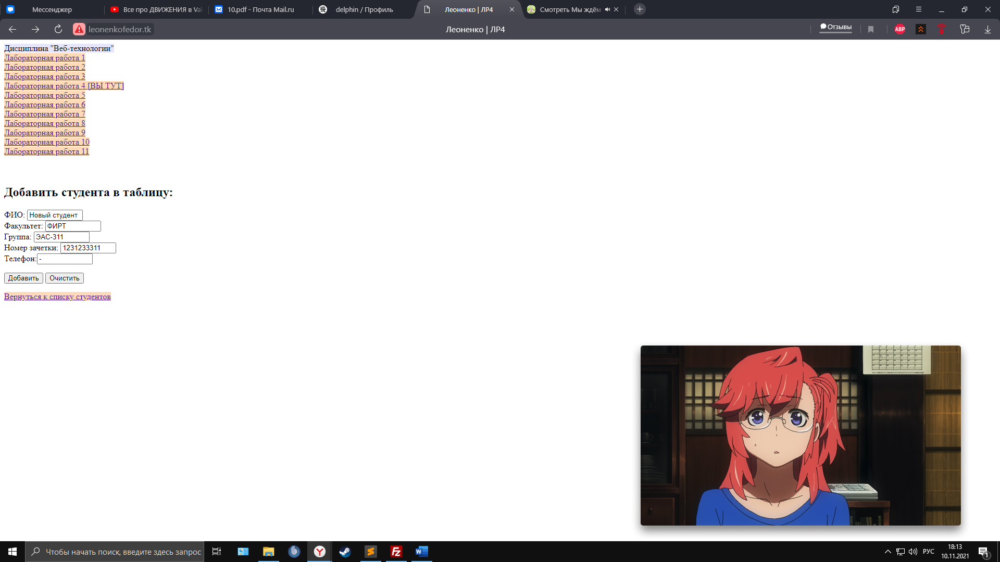 Мессенджер
Все про ДВИЖЕНИЯ в Val
10.pdf - Почта Mail.ru
delphin / Профиль
Леоненко | ЛР4
Смотреть Мы ждём
leonenkofedor.tk
Леоненко | ЛР4
Отзывы
ABP
Дисциплина "Веб-технологии"
Лабораторная работа 1
Лабораторная работа 2
Лабораторная работа 3
Лабораторная работа 4 [ВЫ ТУТ]
Лабораторная работа 5
Лабораторная работа 6
Лабораторная работа 7
Лабораторная работа 8
Лабораторная работа 9
Лабораторная работа 10
Лабораторная работа 11
Добавить студента в таблицу:
ФИО: Новый студент
Факультет: ФИРТ
Группа: ЭАС-311
Номер зачетки: 1231233311
Телефон: -
Добавить Очистить
Вернуться к списку студентов
Чтобы начать поиск, введите здесь запрос
РУС
18:13
10.11.2021
1